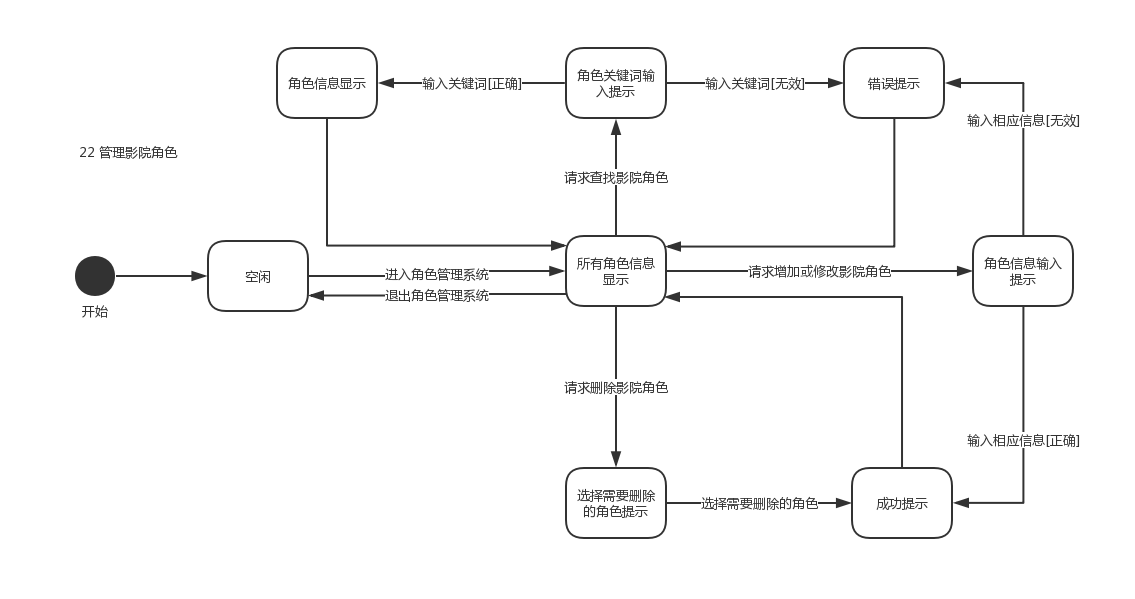 角色信息显示
输入关键词[正确]
角色关键词输
入提示
输入关键词[无效]
错误提示
输入相应信息[无效]
22 管理影院角色
请求查找影院角色
开始
空闲
进入角色管理系统
退出角色管理系统
所有角色信息
显示
请求增加或修改影院角色
角色信息输入
提示
请求删除影院角色
输入相应信息[正确]
选择需要删除
的角色提示
选择需要删除的角色
成功提示